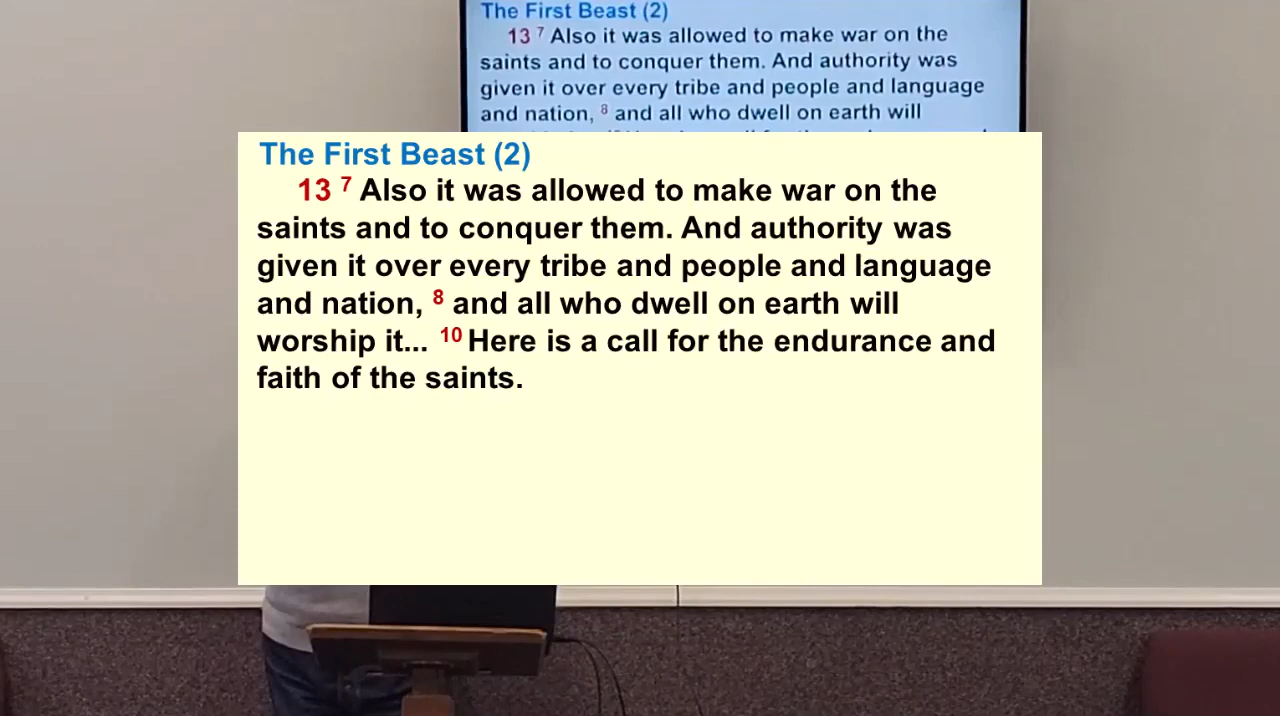 The First Beast (2)
13 7 Also it was allowed to make war on the
saints and to conquer them. And authority was
given it over every tribe and people and language
and nation, 8 and all who dwell on earth will
The First Beast (2)
13 7 Also it was allowed to make war on the
saints and to conquer them. And authority was
given it over every tribe and people and language
and nation, 8 and all who dwell on earth will
worship it... 10 Here is a call for the endurance and
faith of the saints.